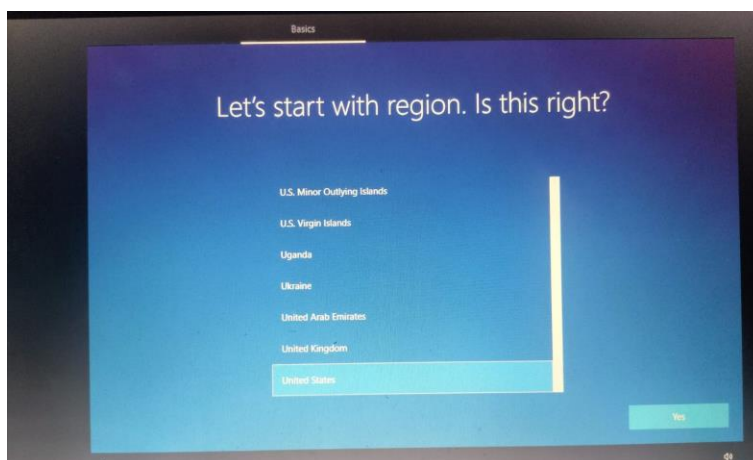 Basics
Let's start with region. Is this right?
U.S. Minor Outlying Islands
U.S. Virgin Islands
Uganda
Ukraine
United Arab Emirates
United Kingdom
United States
Yes